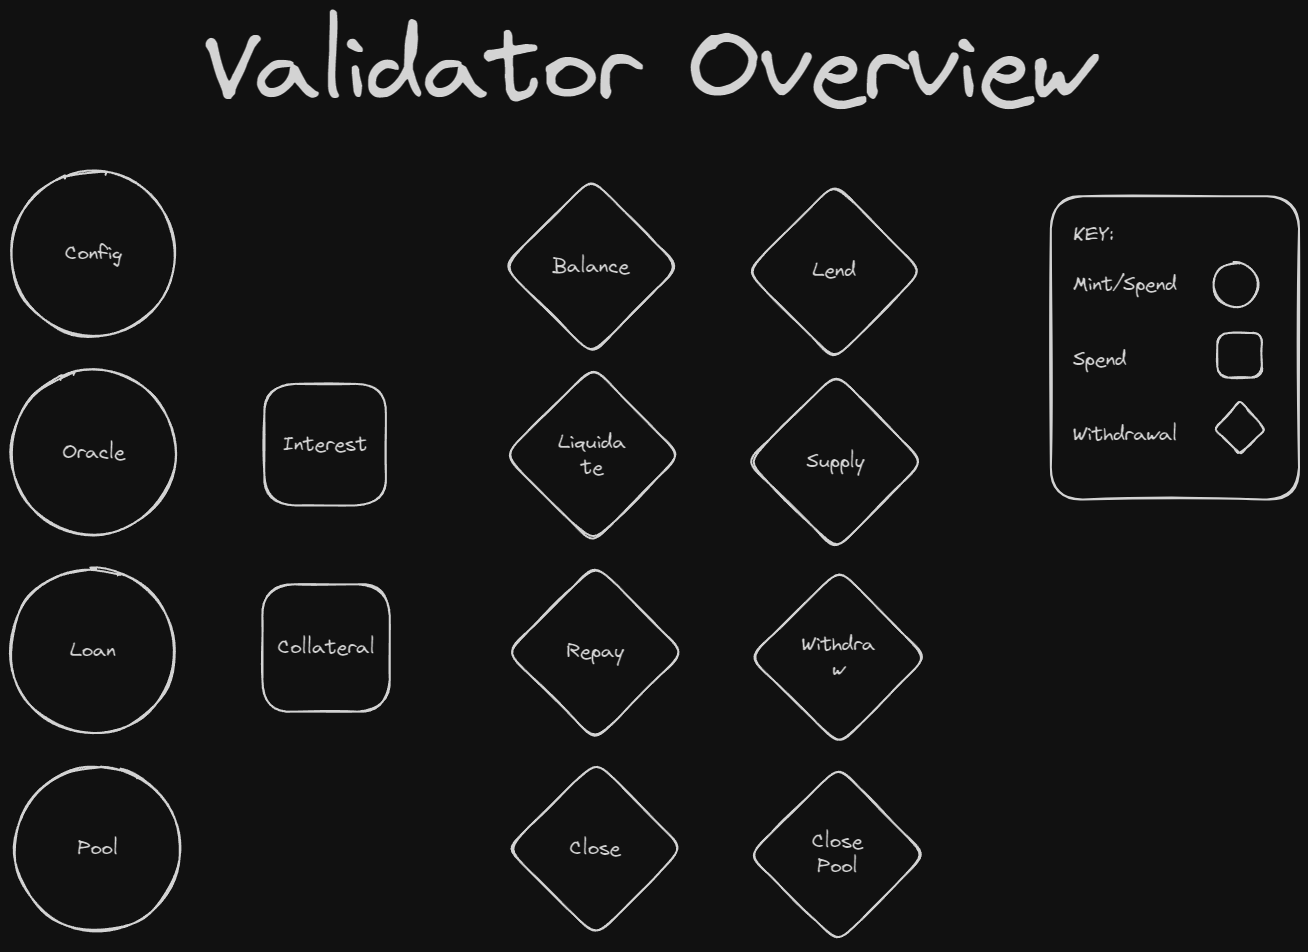 Validator Overview
Config
Balance
Lend
KEY:
Mint/Spend
Spend
Withdrawal
Oracle
Interest
Liquida
te
Supply
Loan
Collateral
Repay
Withdra
w
Pool
Close
Close
Pool